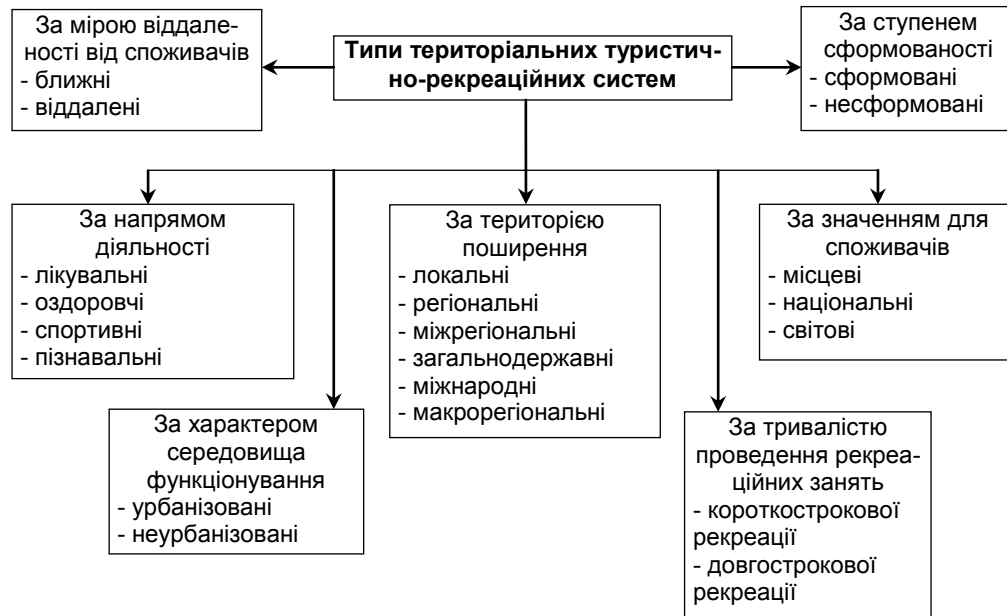 За мірою віддале-
ності від споживачів
- ближні
- віддалені
Типи територіальних туристич-
но-рекреаційних систем
За ступенем
сформованості
- сформовані
- несформовані
За напрямом
діяльності
- лікувальні
- оздоровчі
- спортивні
- пізнавальні
За територією
поширення
- локальні
- регіональні
- міжрегіональні
- загальнодержавні
- міжнародні
- макрорегіональні
За значенням для
споживачів
- місцеві
- національні
- світові
За характером
середовища
функціонування
- урбанізовані
- неурбанізовані
За тривалістю
проведення рекреа-
ційних занять
- короткострокової
рекреації
- довгострокової
рекреації